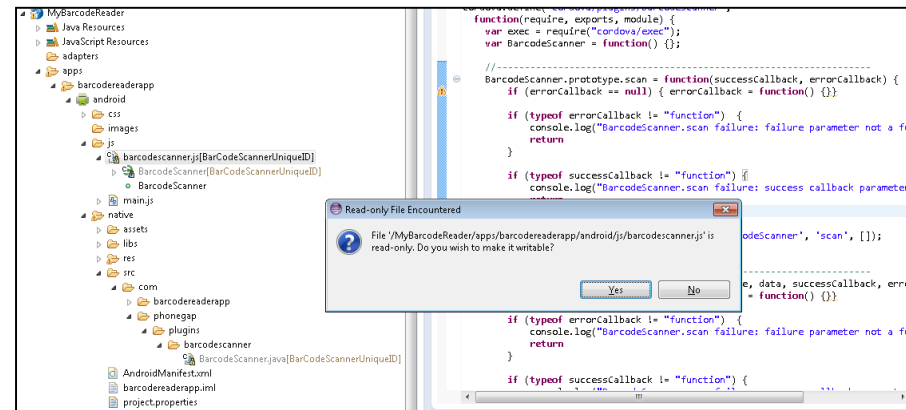 MyBarcodeReader
Java Resources
JavaScript Resources
adapters
apps
barcodereaderapp
android
css
images
js
barcodescanner.js[BarCodeScannerUniqueID]
BarcodeScanner[BarCodeScannerUniqueID]
BarcodeScanner
main.js
native
assets
libs
res
src
com
barcodereaderapp
phonegap
plugins
barcodescanner
BarcodeScanner.java[BarCodeScannerUniqueID]
AndroidManifest.xml
barcodereaderapp.iml
project.properties
function(require, exports, module) {
var exec = require("cordova/exec");
var BarcodeScanner = function() {};
//-------------------------------------------------------------------
BarcodeScanner.prototype.scan = function(successCallback, errorCallback) {
if (errorCallback == null) { errorCallback = function() {}}
if (typeof errorCallback != "function")  {
console.log("BarcodeScanner.scan failure: failure parameter not a
return
}
if (typeof successCallback != "function") {
console.log("BarcodeScanner.scan failure: success callback parameter
return
Read-only File Encountered
File '/MyBarcodeReader/apps/barcodereaderapp/android/js/barcodescanner.js' is
read-only. Do you wish to make it writable?
Yes
No
odeScanner', 'scan', []);
e, data, successCallback,
= function() {}}
if (typeof errorCallback != "function")  {
console.log("BarcodeScanner.scan failure: failure parameter not a
return
}
if (typeof successCallback != "function") {